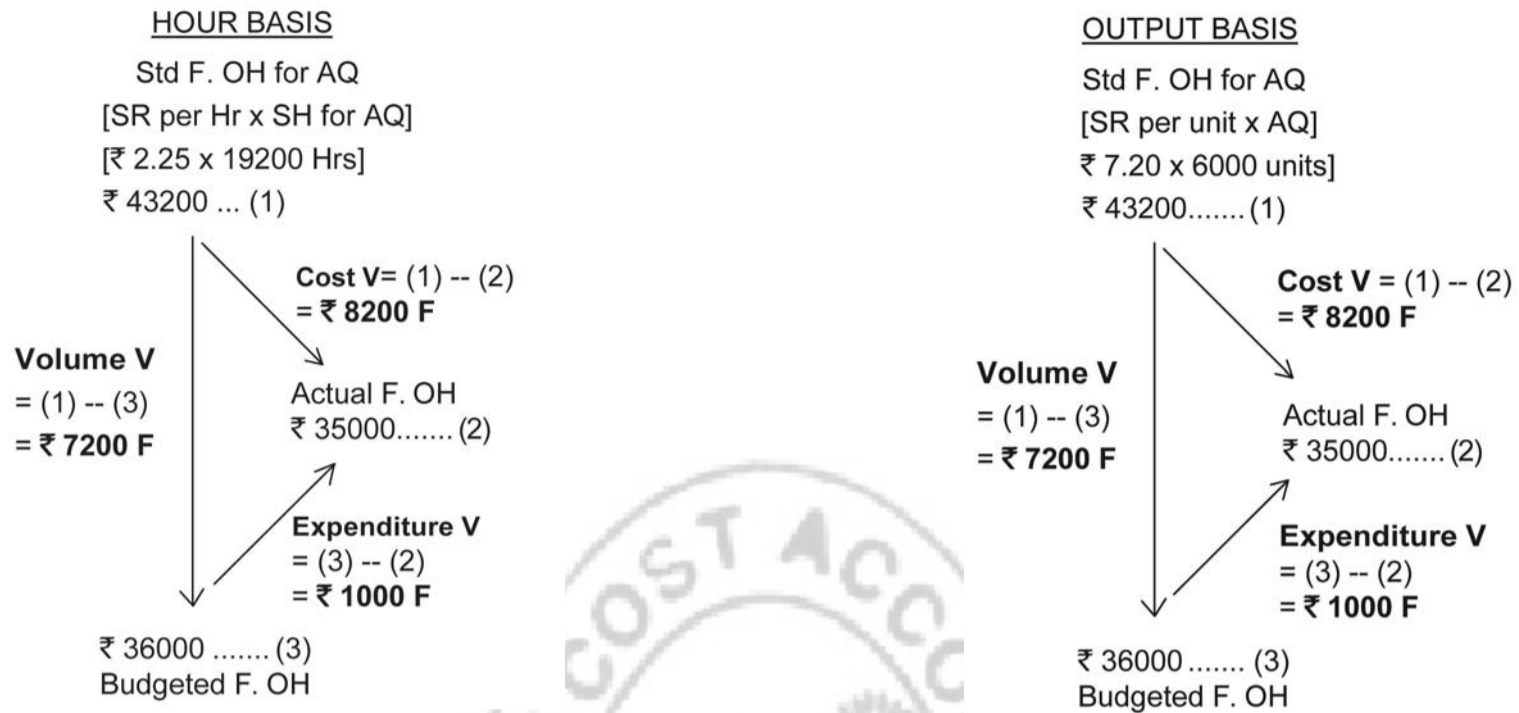 HOUR BASIS
Std F. OH for AQ
[SR per Hr x SH for AQ]
[₹ 2.25 x 19200 Hrs]
₹ 43200 ... (1)
Cost V= (1) -- (2)
= ₹ 8200 F
Volume V
= (1) -- (3)
= ₹ 7200 F
Actual F. OH
₹ 35000....... (2)
Expenditure V
= (3) -- (2)
= ₹ 1000 F
₹ 36000 ....... (3)
Budgeted F. OH
OUTPUT BASIS
Std F. OH for AQ
[SR per unit x AQ]
₹ 7.20 x 6000 units]
₹ 43200....... (1)
Cost V = (1) -- (2)
= ₹ 8200 F
Volume V
= (1) -- (3)
= ₹ 7200 F
Actual F. OH
₹ 35000....... (2)
Expenditure V
= (3) -- (2)
= ₹ 1000 F
₹ 36000 ....... (3)
Budgeted F. OH
COST ACCO